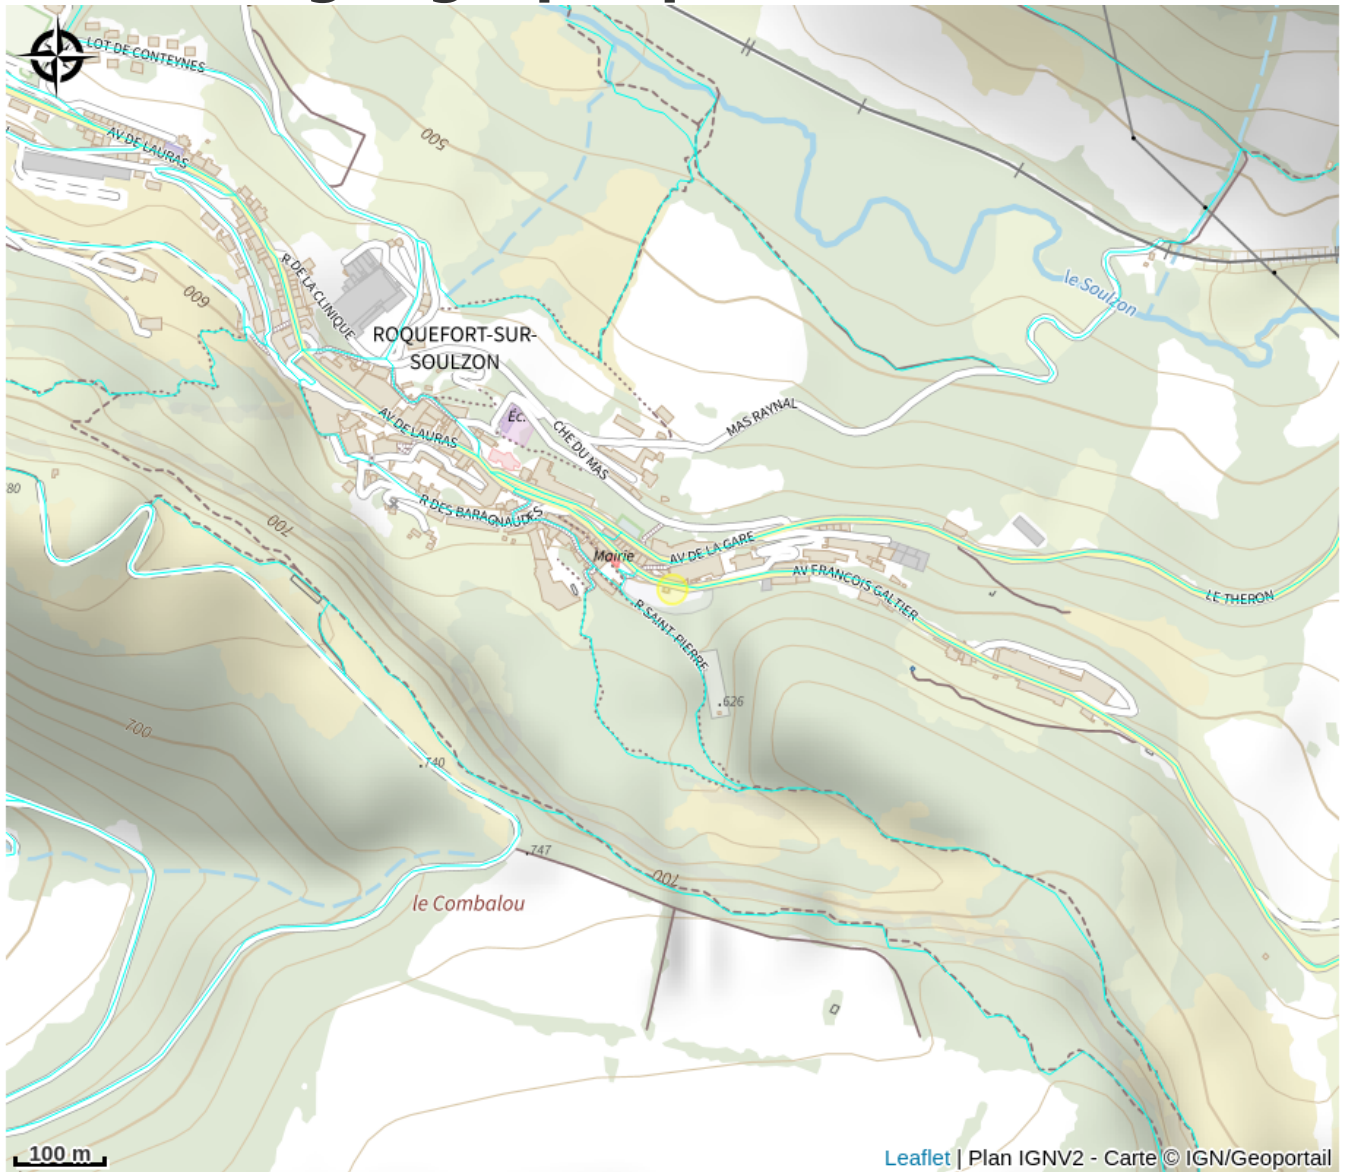 LOT DE CONTEYNES
AV DE LAURAS
500
R DE LA CLINIQUE
600
le Soulzon
ROQUEFORT-SUR-
SOULZON
Éc.
MAS RAYNAL
AV DE LAURAS
CHE DU MAS
80
700
R DES BARAGNAUDES
Mairie
AV DE LA GARE
AV FRANCOIS GALTIER
LE THERON
R SAINT-PIERRE
626
700
740
747
700
le Combalou
100 m
Leaflet | Plan IGNV2 - Carte © IGN/Geoportail